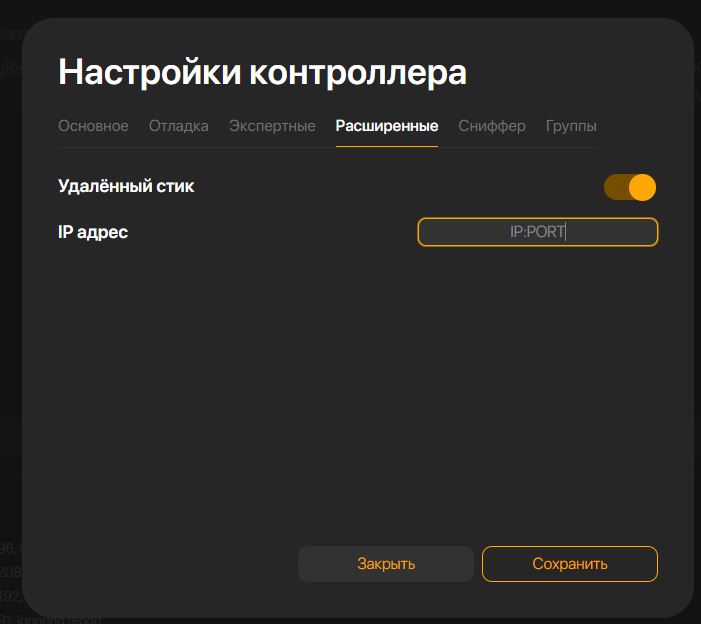 Настройки контроллера
Основное Отладка Экспертные Расширенные Сниффер Группы
Удалённый стик
IP адрес IP:PORT
Закрыть Сохранить